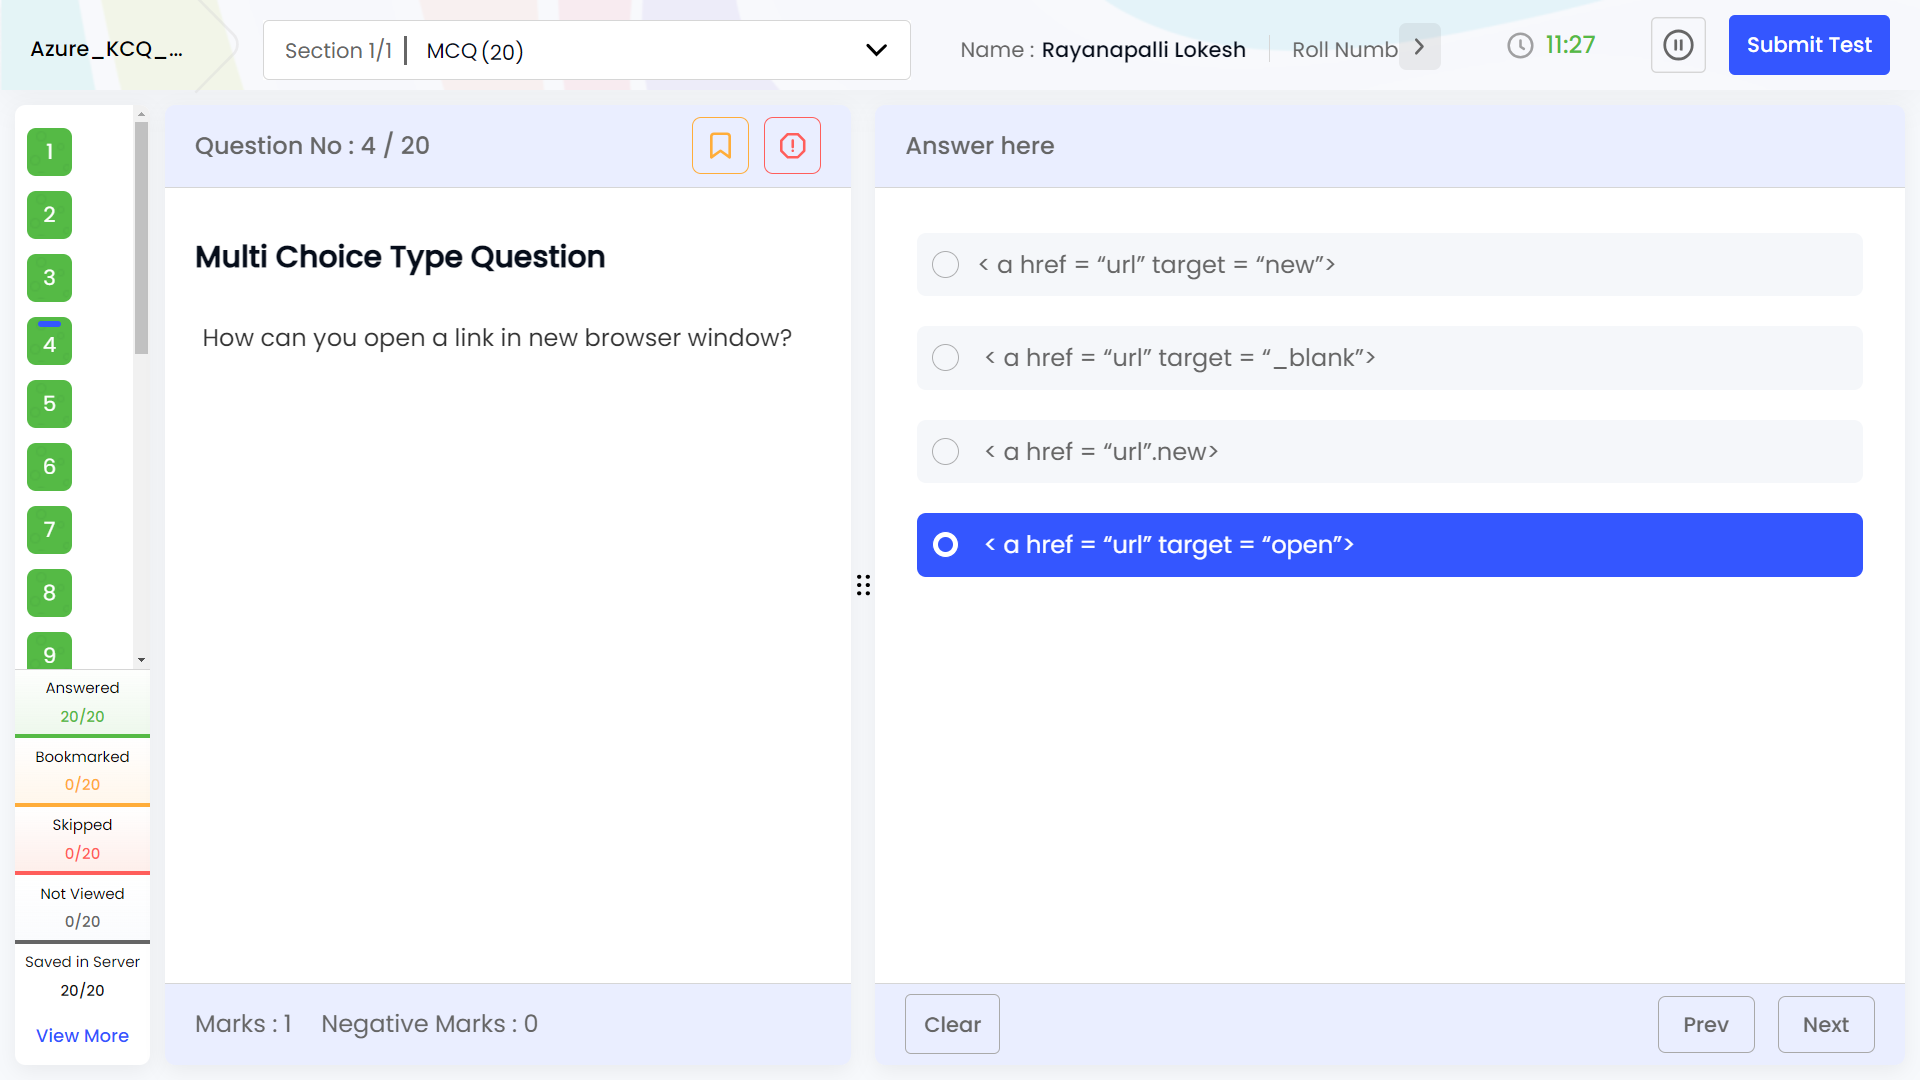 Azure_KCQ_...
Section 1/1 | MCQ (20)
Name : Rayanapalli Lokesh
Roll Numb
11:27
Submit Test
1
2
3
4
5
6
7
8
9
Answered
20/20
Bookmarked
0/20
Skipped
0/20
Not Viewed
0/20
Saved in Server
20/20
View More
Question No : 4 / 20
Multi Choice Type Question
How can you open a link in new browser window?
Marks : 1 Negative Marks : 0
Answer here
< a href = “url” target = “new”>
< a href = “url” target = “_blank”>
< a href = “url”.new>
< a href = “url” target = “open”>
Clear
Prev
Next